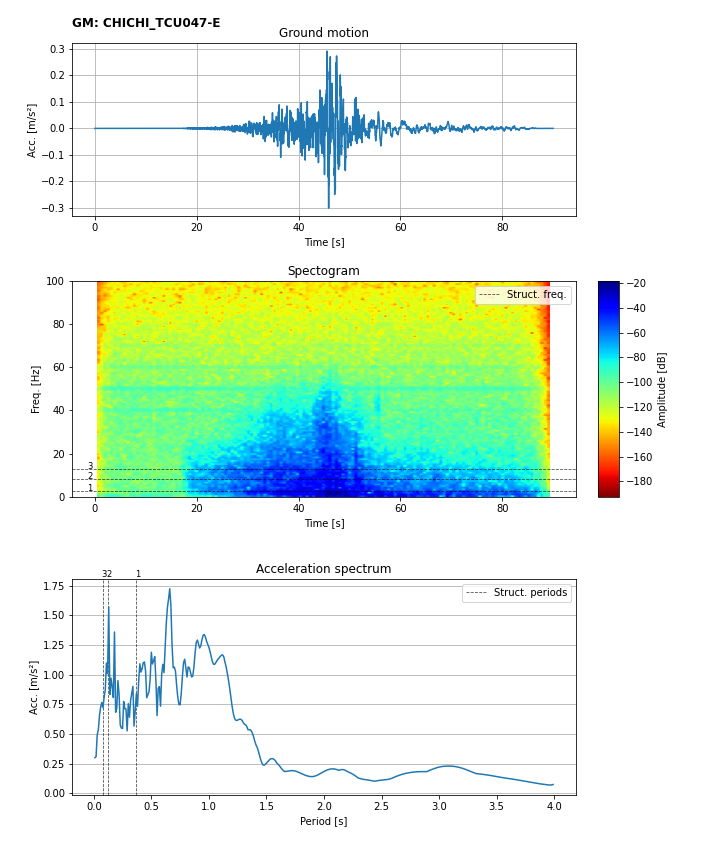 GM: CHICHI_TCU047-E
Ground motion
0.3
0.2
0.1
0.0
−0.1
−0.2
−0.3
Acc. [m/s²]
0 20 40 60 80
Time [s]
Spectogram
100
80
60
40
20
0
Freq. [Hz]
Struct. freq.
3
2
1
0 20 40 60 80
Time [s]
−20
−40
−60
−80
−100
−120
−140
−160
−180
Amplitude [dB]
Acceleration spectrum
32 1
1.75
1.50
1.25
1.00
0.75
0.50
0.25
0.00
Acc. [m/s²]
Struct. periods
0.0 0.5 1.0 1.5 2.0 2.5 3.0 3.5 4.0
Period [s]